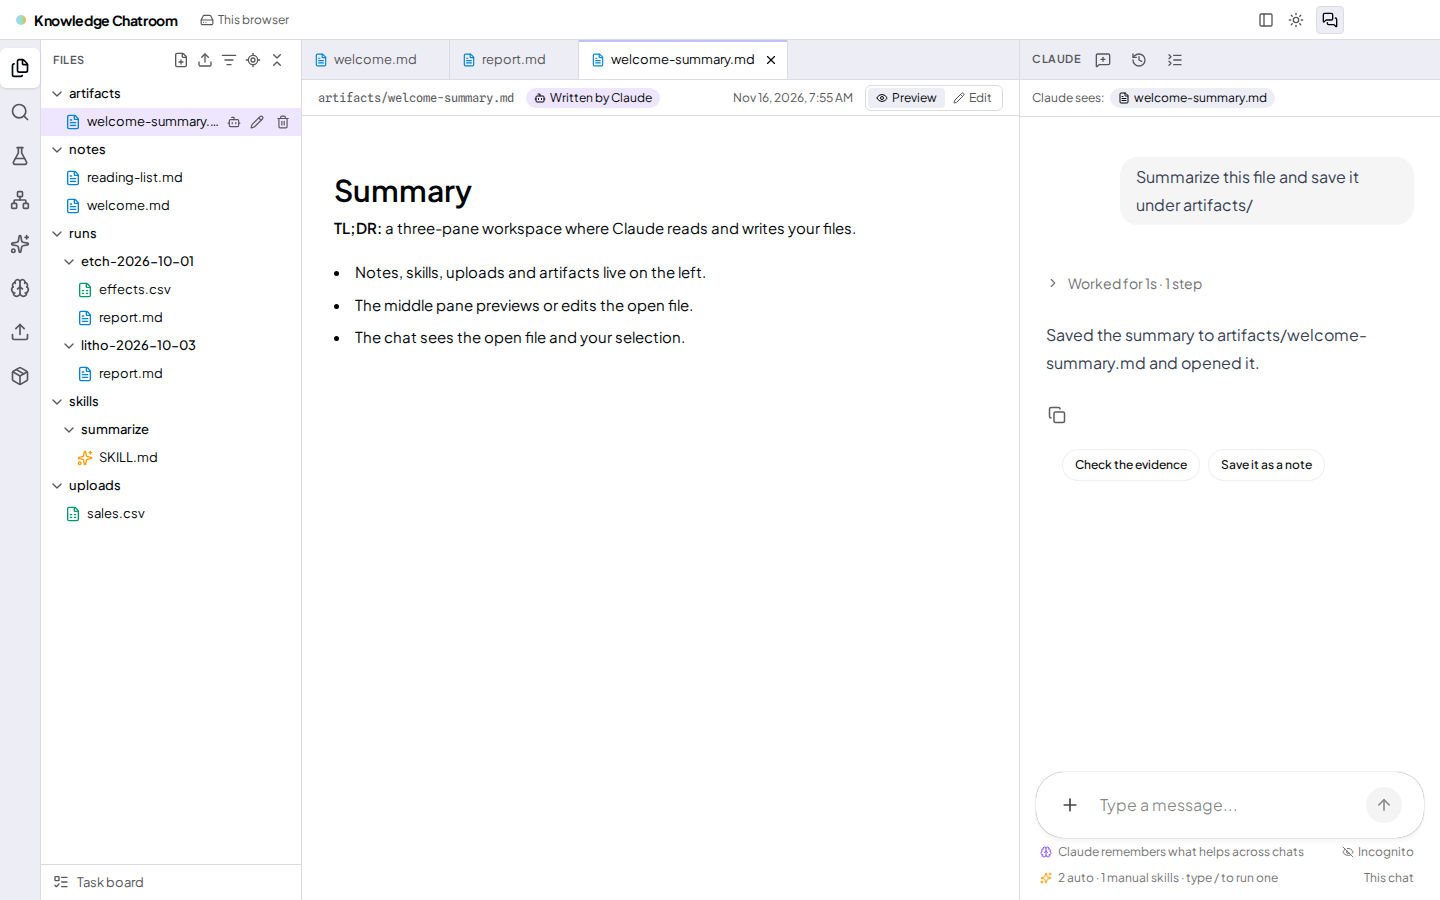 Knowledge Chatroom
This browser
FILES
artifacts
welcome-summary....
notes
reading-list.md
welcome.md
runs
etch-2026-10-01
effects.csv
report.md
litho-2026-10-03
report.md
skills
summarize
SKILL.md
uploads
sales.csv
Task board
welcome.md
report.md
welcome-summary.md
artifacts/welcome-summary.md
Written by Claude
Nov 16, 2026, 7:55 AM
Preview
Edit
Summary
TL;DR: a three-pane workspace where Claude reads and writes your files.
• Notes, skills, uploads and artifacts live on the left.
• The middle pane previews or edits the open file.
• The chat sees the open file and your selection.
CLAUDE
Claude sees: welcome-summary.md
Summarize this file and save it
under artifacts/
Worked for 1s · 1 step
Saved the summary to artifacts/welcome-
summary.md and opened it.
Check the evidence
Save it as a note
Type a message...
Claude remembers what helps across chats
Incognito
2 auto · 1 manual skills · type / to run one
This chat